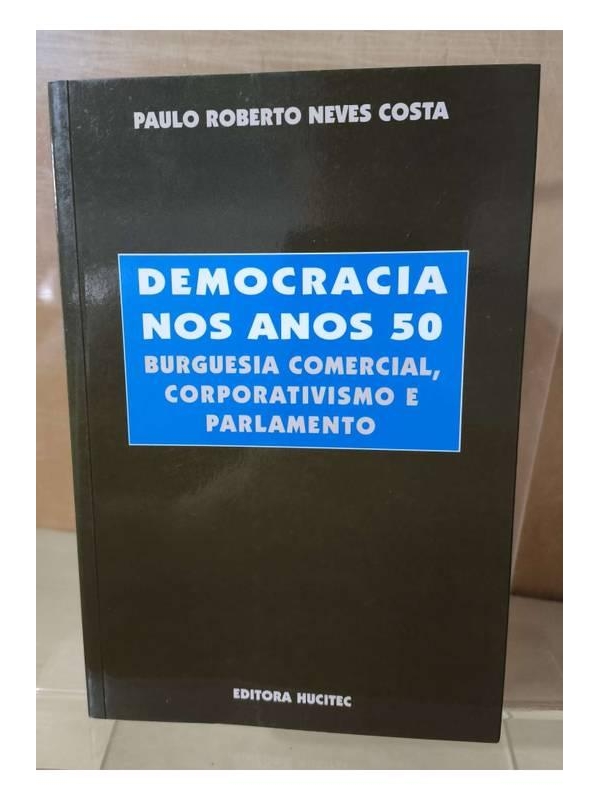 PAULO ROBERTO NEVES COSTA
DEMOCRACIA
NOS ANOS 50
BURGUESIA COMERCIAL,
CORPORATIVISMO E
PARLAMENTO
EDITORA HUCITEC